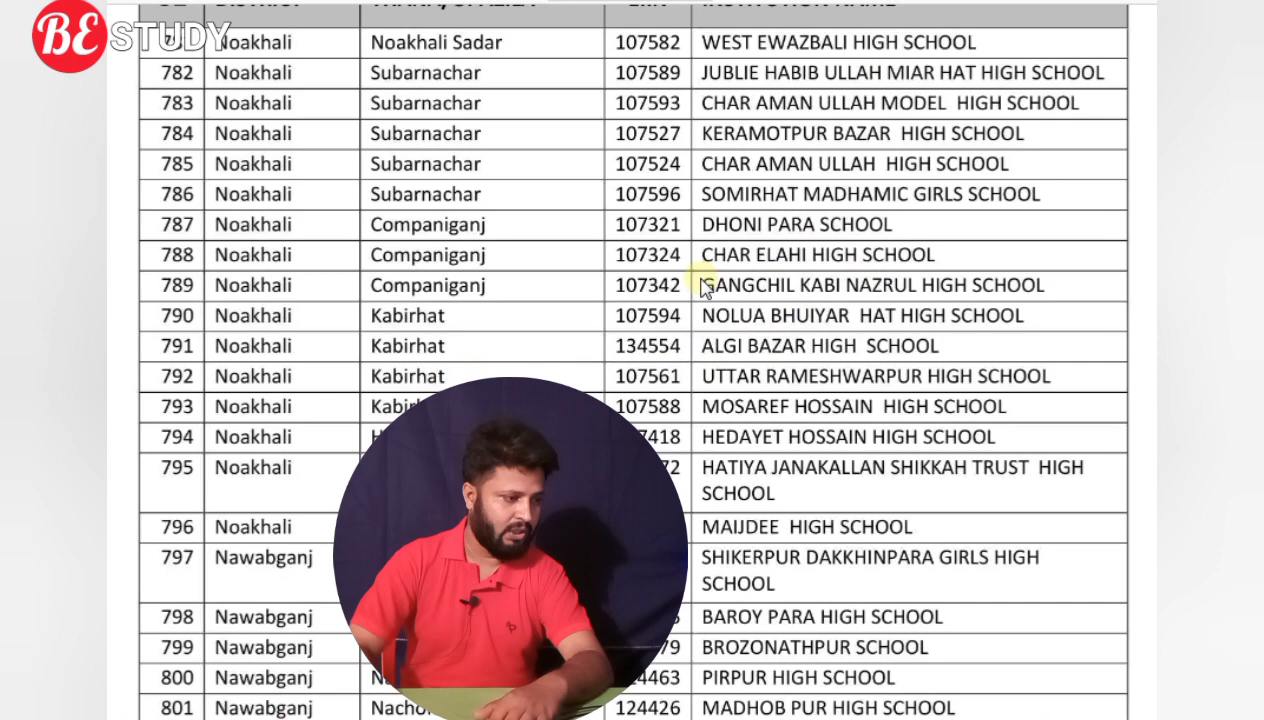 BE STUDY
Noakhali Noakhali Sadar 107582 WEST EWAZBALI HIGH SCHOOL
782 Noakhali Subarnachar 107589 JUBLIE HABIB ULLAH MIAR HAT HIGH SCHOOL
783 Noakhali Subarnachar 107593 CHAR AMAN ULLAH MODEL HIGH SCHOOL
784 Noakhali Subarnachar 107527 KERAMOTPUR BAZAR HIGH SCHOOL
785 Noakhali Subarnachar 107524 CHAR AMAN ULLAH HIGH SCHOOL
786 Noakhali Subarnachar 107596 SOMIRHAT MADHAMIC GIRLS SCHOOL
787 Noakhali Companiganj 107321 DHONI PARA SCHOOL
788 Noakhali Companiganj 107324 CHAR ELAHI HIGH SCHOOL
789 Noakhali Companiganj 107342 GANGCHIL KABI NAZRUL HIGH SCHOOL
790 Noakhali Kabirhat 107594 NOLUA BHUIYAR HAT HIGH SCHOOL
791 Noakhali Kabirhat 134554 ALGI BAZAR HIGH SCHOOL
792 Noakhali Kabirhat 107561 UTTAR RAMESHWARPUR HIGH SCHOOL
793 Noakhali 107588 MOSAREF HOSSAIN HIGH SCHOOL
794 Noakhali HEDAYET HOSSAIN HIGH SCHOOL
795 Noakhali HATIYA JANAKALLAN SHIKKAH TRUST HIGH
SCHOOL
796 Noakhali MAIJDEE HIGH SCHOOL
797 Nawabganj SHIKERPUR DAKKHINPARA GIRLS HIGH
SCHOOL
798 Nawabganj BAROY PARA HIGH SCHOOL
799 Nawabganj BROZONATHPUR SCHOOL
800 Nawabganj PIRPUR HIGH SCHOOL
801 Nawabganj 124426 MADHOB PUR HIGH SCHOOL